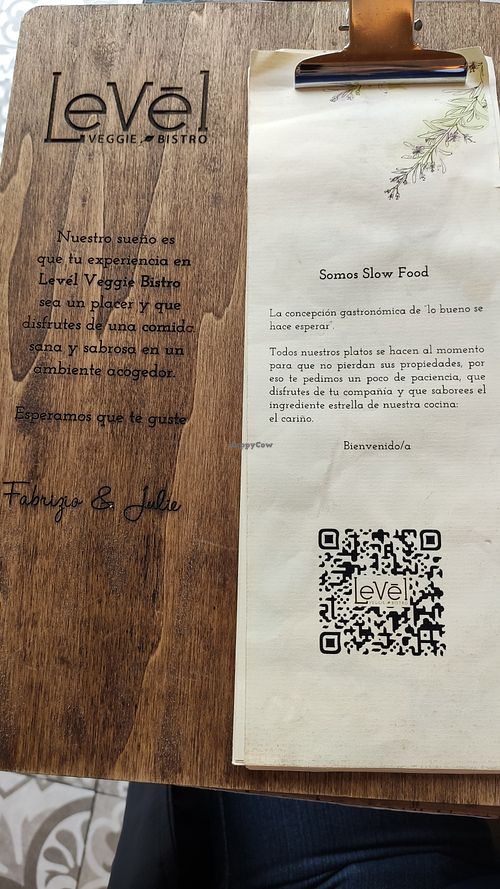 Levēl
VEGGIE BISTRO
Nuestro sueño es
que tu experiencia en
Levēl Veggie Bistro
sea un placer y que
disfrutes de una comida
sana y sabrosa en un
ambiente acogedor.
Esperamos que te guste
Fabrizio & Julie
Somos Slow Food
La concepción gastronómica de "lo bueno se
hace esperar".
Todos nuestros platos se hacen al momento
para que no pierdan sus propiedades, por
eso te pedimos un poco de paciencia, que
disfrutes de tu compañia y que saborees el
ingrediente estrella de nuestra cocina:
el cariño.
HappyCow
Bienvenido/a
Levēl
VEGGIE BISTRO